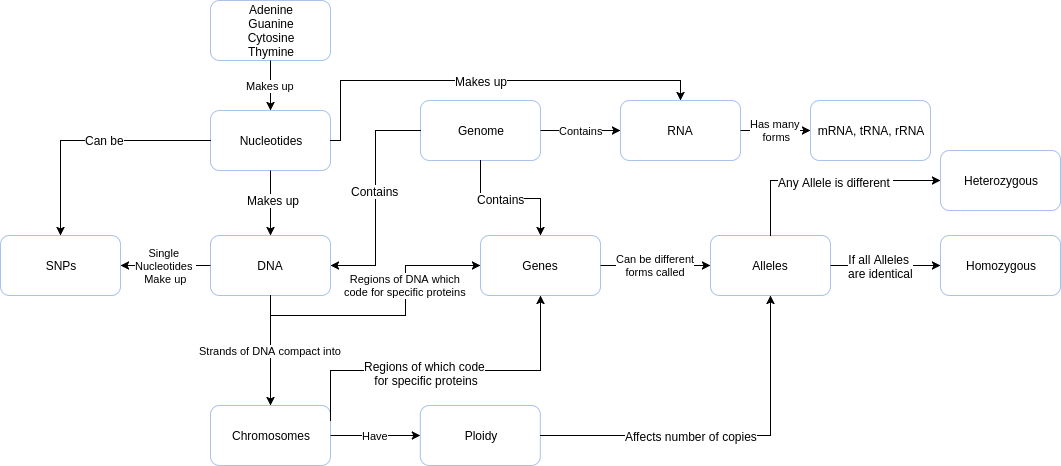 Adenine
Guanine
Cytosine
Thymine
Makes up
Makes up
Can be
Nucleotides
Genome
Contains
RNA
Has many
forms
mRNA, tRNA, rRNA
Heterozygous
Any Allele is different
Contains
Contains
Makes up
SNPs
Single
Nucleotides
Make up
DNA
Regions of DNA which
code for specific proteins
Genes
Can be different
forms called
Alleles
If all Alleles
are identical
Homozygous
Strands of DNA compact into
Regions of which code
for specific proteins
Chromosomes
Have
Ploidy
Affects number of copies